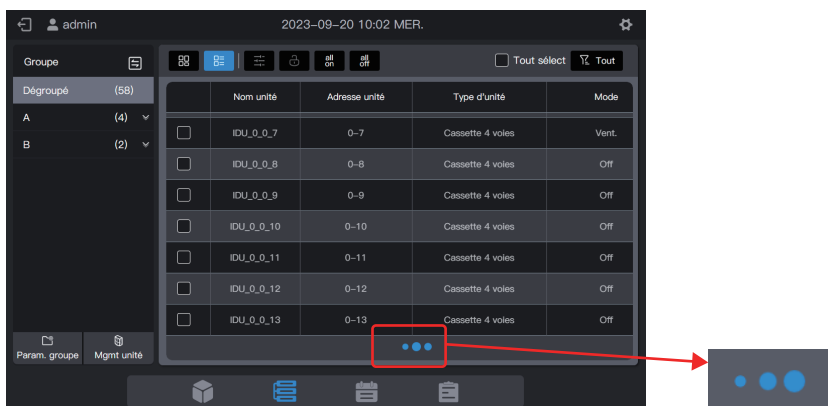 admin
2023-09-20 10:02 MER.
Groupe
all on
all off
Tout sélect
Tout
Dégroupé (58)
A (4)
B (2)
Nom unité Adresse unité Type d'unité Mode
IDU_0_0_7 0-7 Cassette 4 voies Vent.
IDU_0_0_8 0-8 Cassette 4 voies Off
IDU_0_0_9 0-9 Cassette 4 voies Off
IDU_0_0_10 0-10 Cassette 4 voies Off
IDU_0_0_11 0-11 Cassette 4 voies Off
IDU_0_0_12 0-12 Cassette 4 voies Off
IDU_0_0_13 0-13 Cassette 4 voies Off
Param. groupe
Mgmt unité